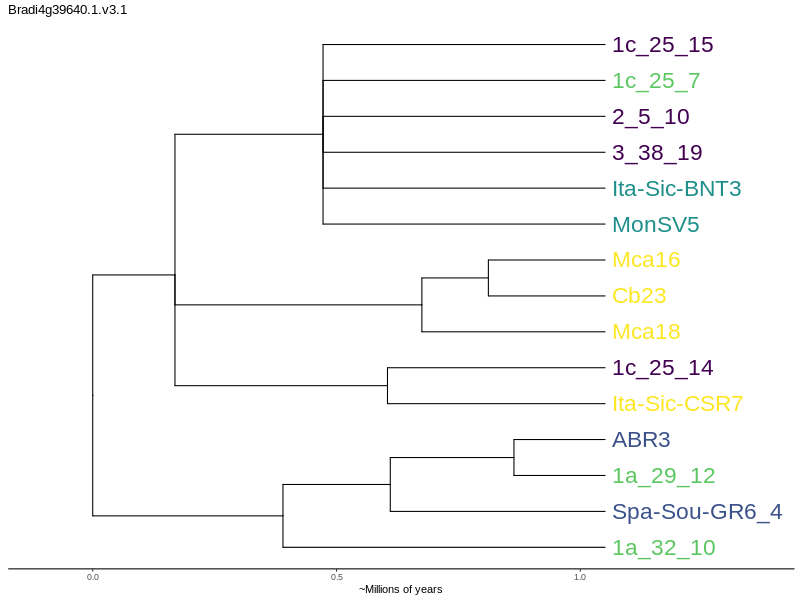 Bradi4g39640.1.v3.1
1c_25_15
1c_25_7
2_5_10
3_38_19
Ita-Sic-BNT3
MonSV5
Mca16
Cb23
Mca18
1c_25_14
Ita-Sic-CSR7
ABR3
1a_29_12
Spa-Sou-GR6_4
1a_32_10
0.0 0.5 1.0
~Millions of years